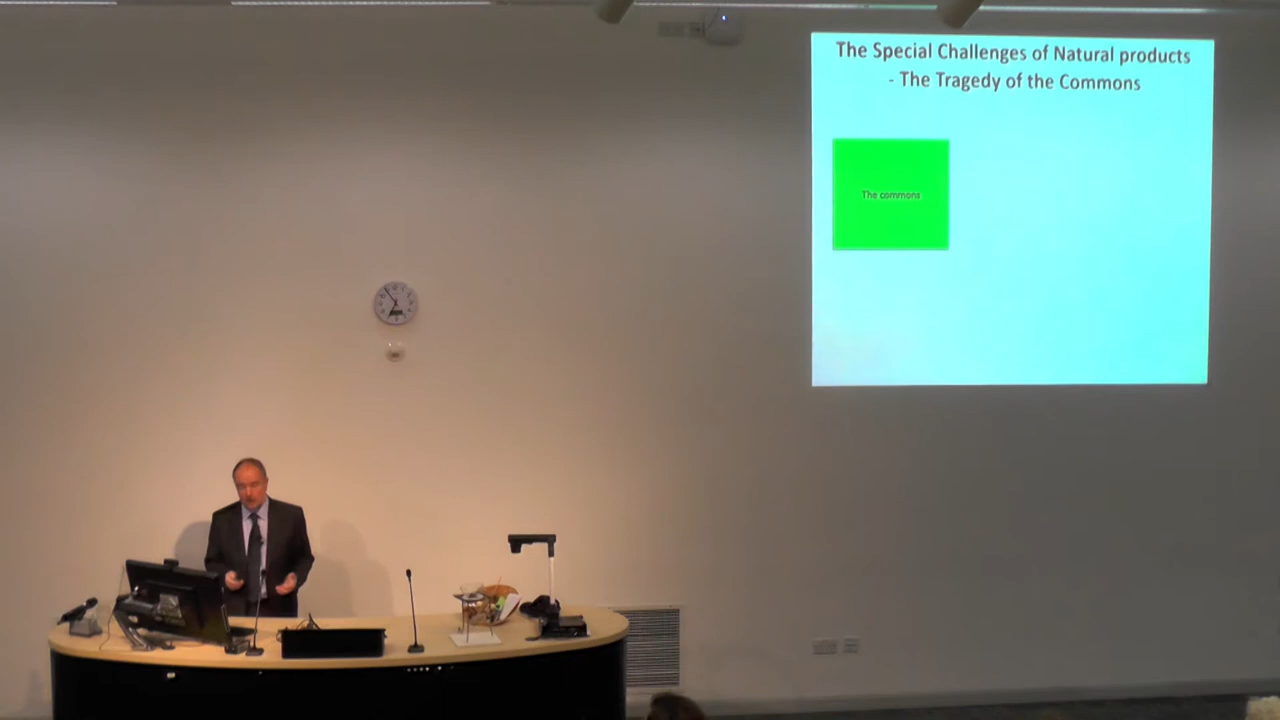 The Special Challenges of Natural products
- The Tragedy of the Commons
The commons